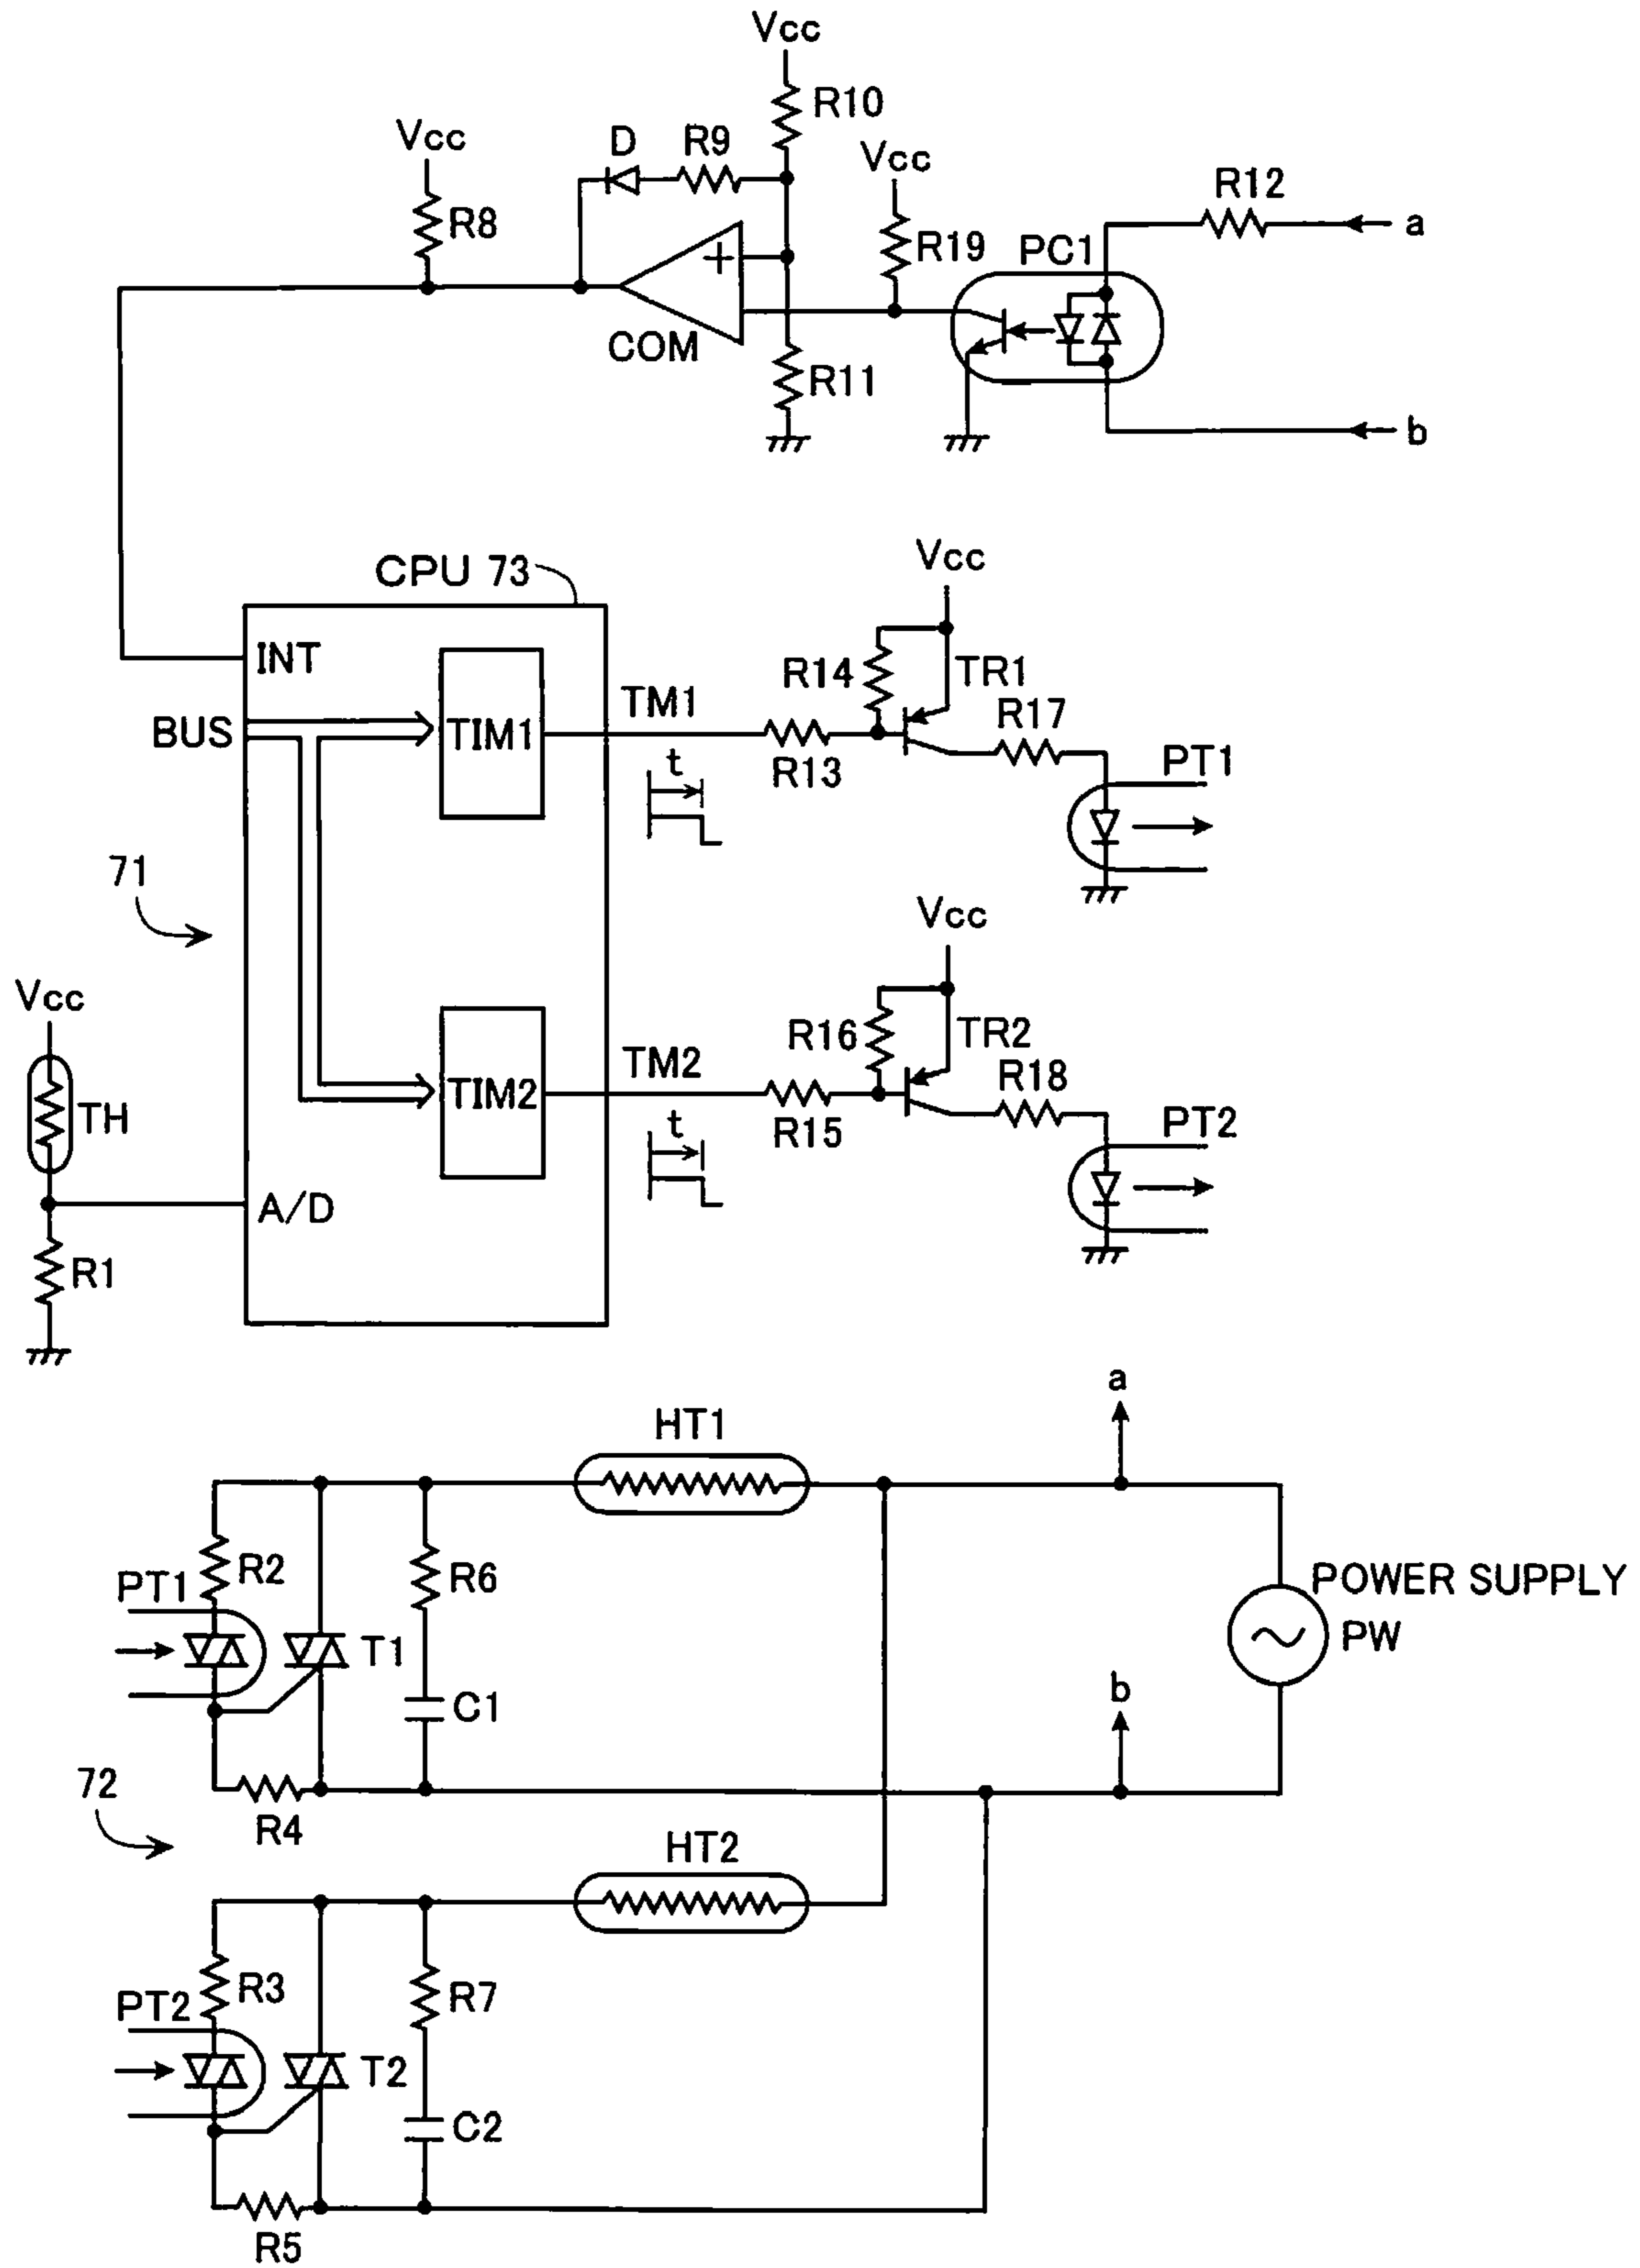 Vcc
R10
Vcc
D
R9
Vcc
R12
R8
a
+
R19
PC1
COM
R11
b
Vcc
CPU 73
INT
R14
TR1
TM1
R17
BUS
TIM1
t
R13
PT1
71
Vcc
Vcc
R16
TR2
TM2
R18
TH
TIM2
t
R15
PT2
A/D
R1
a
HT1
R2
R6
POWER SUPPLY
PT1
PW
T1
b
C1
72
R4
HT2
R3
R7
PT2
T2
C2
R5